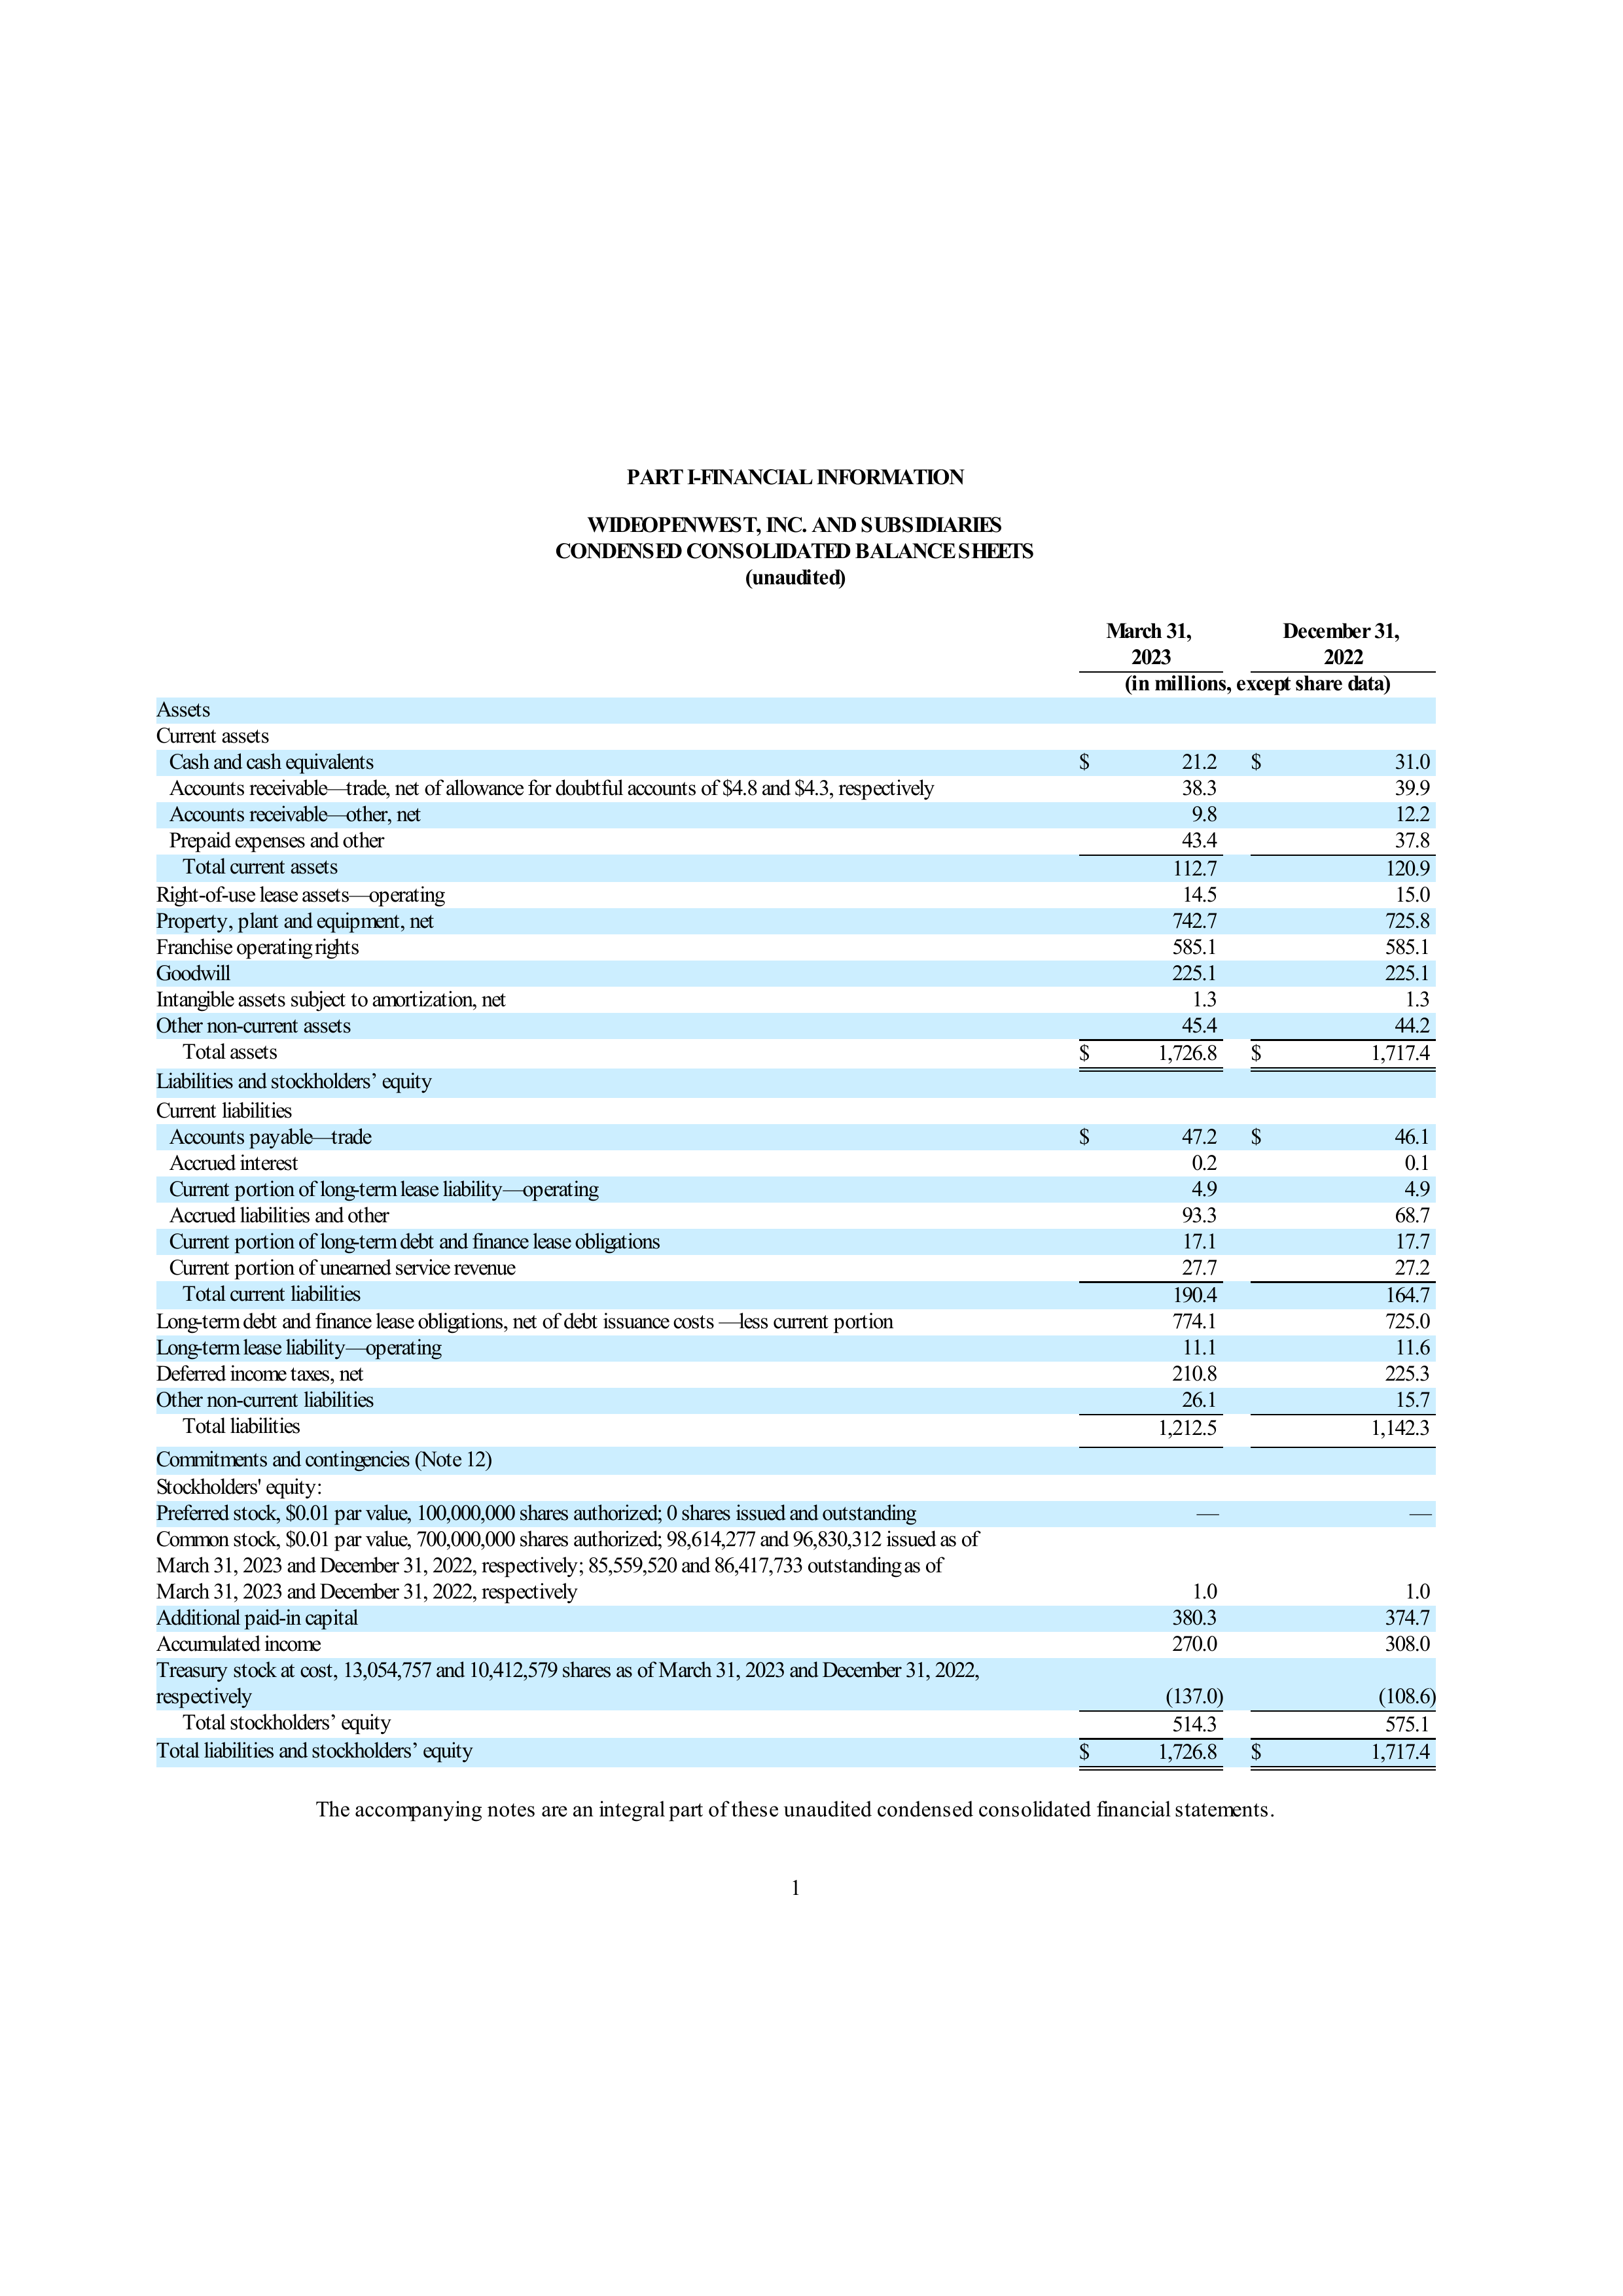 PART I-FINANCIAL INFORMATION
WIDEOPENWEST, INC. AND SUBSIDIARIES
CONDENSED CONSOLIDATED BALANCE SHEETS
(unaudited)
March 31, December 31,
2023 2022
(in millions, except share data)
Assets
Current assets
Cash and cash equivalents $ 21.2 $ 31.0
Accounts receivable—trade, net of allowance for doubtful accounts of $4.8 and $4.3, respectively 38.3 39.9
Accounts receivable—other, net 9.8 12.2
Prepaid expenses and other 43.4 37.8
Total current assets 112.7 120.9
Right-of-use lease assets—operating 14.5 15.0
Property, plant and equipment, net 742.7 725.8
Franchise operating rights 585.1 585.1
Goodwill 225.1 225.1
Intangible assets subject to amortization, net 1.3 1.3
Other non-current assets 45.4 44.2
Total assets $ 1,726.8 $ 1,717.4
Liabilities and stockholders’ equity
Current liabilities
Accounts payable—trade $ 47.2 $ 46.1
Accrued interest 0.2 0.1
Current portion of long-term lease liability—operating 4.9 4.9
Accrued liabilities and other 93.3 68.7
Current portion of long-term debt and finance lease obligations 17.1 17.7
Current portion of unearned service revenue 27.7 27.2
Total current liabilities 190.4 164.7
Long-term debt and finance lease obligations, net of debt issuance costs —less current portion 774.1 725.0
Long-term lease liability—operating 11.1 11.6
Deferred income taxes, net 210.8 225.3
Other non-current liabilities 26.1 15.7
Total liabilities 1,212.5 1,142.3
Commitments and contingencies (Note 12)
Stockholders' equity:
Preferred stock, $0.01 par value, 100,000,000 shares authorized; 0 shares issued and outstanding — —
Common stock, $0.01 par value, 700,000,000 shares authorized; 98,614,277 and 96,830,312 issued as of
March 31, 2023 and December 31, 2022, respectively; 85,559,520 and 86,417,733 outstanding as of
March 31, 2023 and December 31, 2022, respectively 1.0 1.0
Additional paid-in capital 380.3 374.7
Accumulated income 270.0 308.0
Treasury stock at cost, 13,054,757 and 10,412,579 shares as of March 31, 2023 and December 31, 2022,
respectively (137.0) (108.6)
Total stockholders’ equity 514.3 575.1
Total liabilities and stockholders’ equity $ 1,726.8 $ 1,717.4
The accompanying notes are an integral part of these unaudited condensed consolidated financial statements.
1